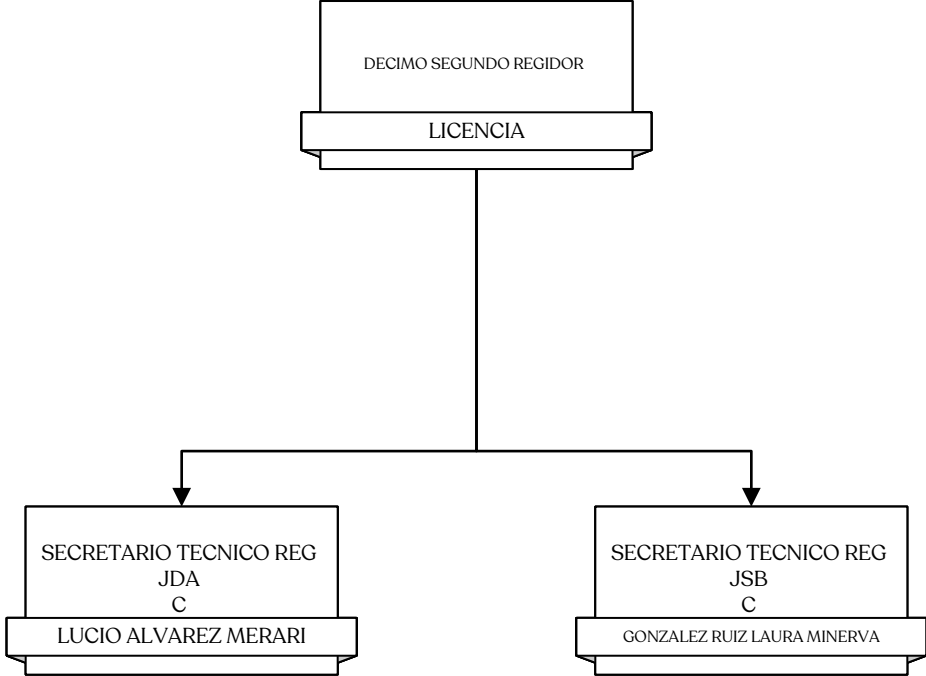 DECIMO SEGUNDO REGIDOR
LICENCIA
SECRETARIO TECNICO REG
JDA
C
LUCIO ALVAREZ MERARI
SECRETARIO TECNICO REG
JSB
C
GONZALEZ RUIZ LAURA MINERVA